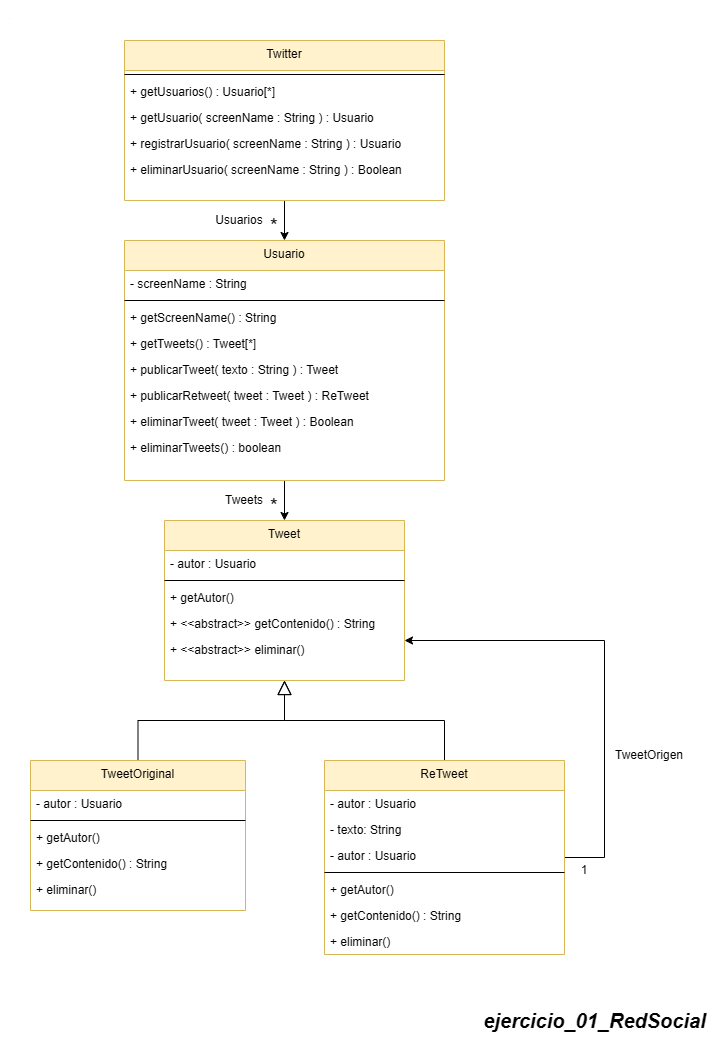 Twitter
+ getUsuarios() : Usuario[*]
+ getUsuario( screenName : String ) : Usuario
+ registrarUsuario( screenName : String ) : Usuario
+ eliminarUsuario( screenName : String ) : Boolean
Usuarios *
Usuario
- screenName : String
+ getScreenName() : String
+ getTweets() : Tweet[*]
+ publicarTweet( texto : String ) : Tweet
+ publicarRetweet( tweet : Tweet ) : ReTweet
+ eliminarTweet( tweet : Tweet ) : Boolean
+ eliminarTweets() : boolean
Tweets *
Tweet
- autor : Usuario
+ getAutor()
+ <<abstract>> getContenido() : String
+ <<abstract>> eliminar()
TweetOrigen
TweetOriginal
- autor : Usuario
+ getAutor()
+ getContenido() : String
+ eliminar()
ReTweet
- autor : Usuario
- texto: String
- autor : Usuario
1
+ getAutor()
+ getContenido() : String
+ eliminar()
ejercicio_01_RedSocial